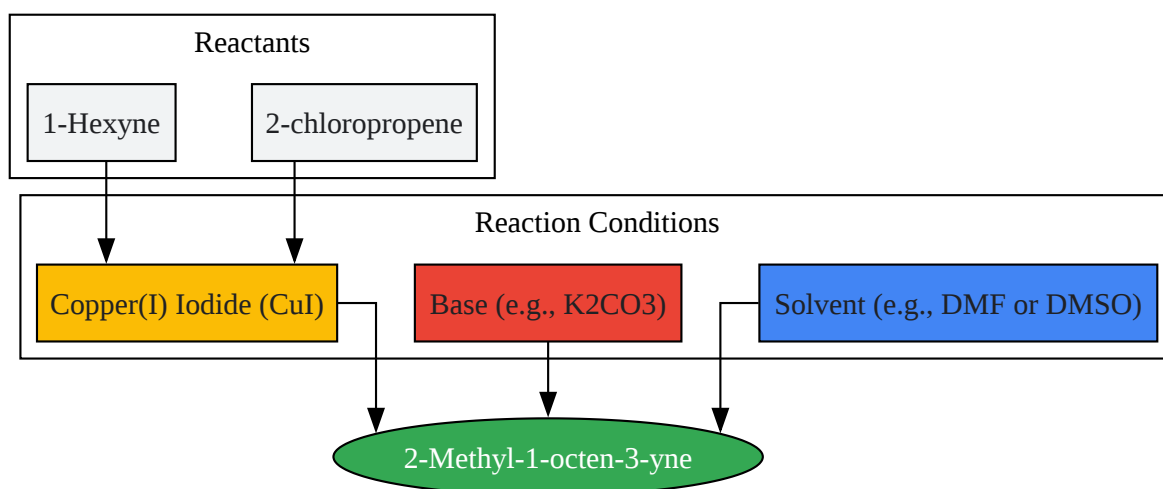 Reactants
1-Hexyne
2-chloropropene
Reaction Conditions
Copper(I) Iodide (CuI)
Base (e.g., K2CO3)
Solvent (e.g., DMF or DMSO)
2-Methyl-1-octen-3-yne